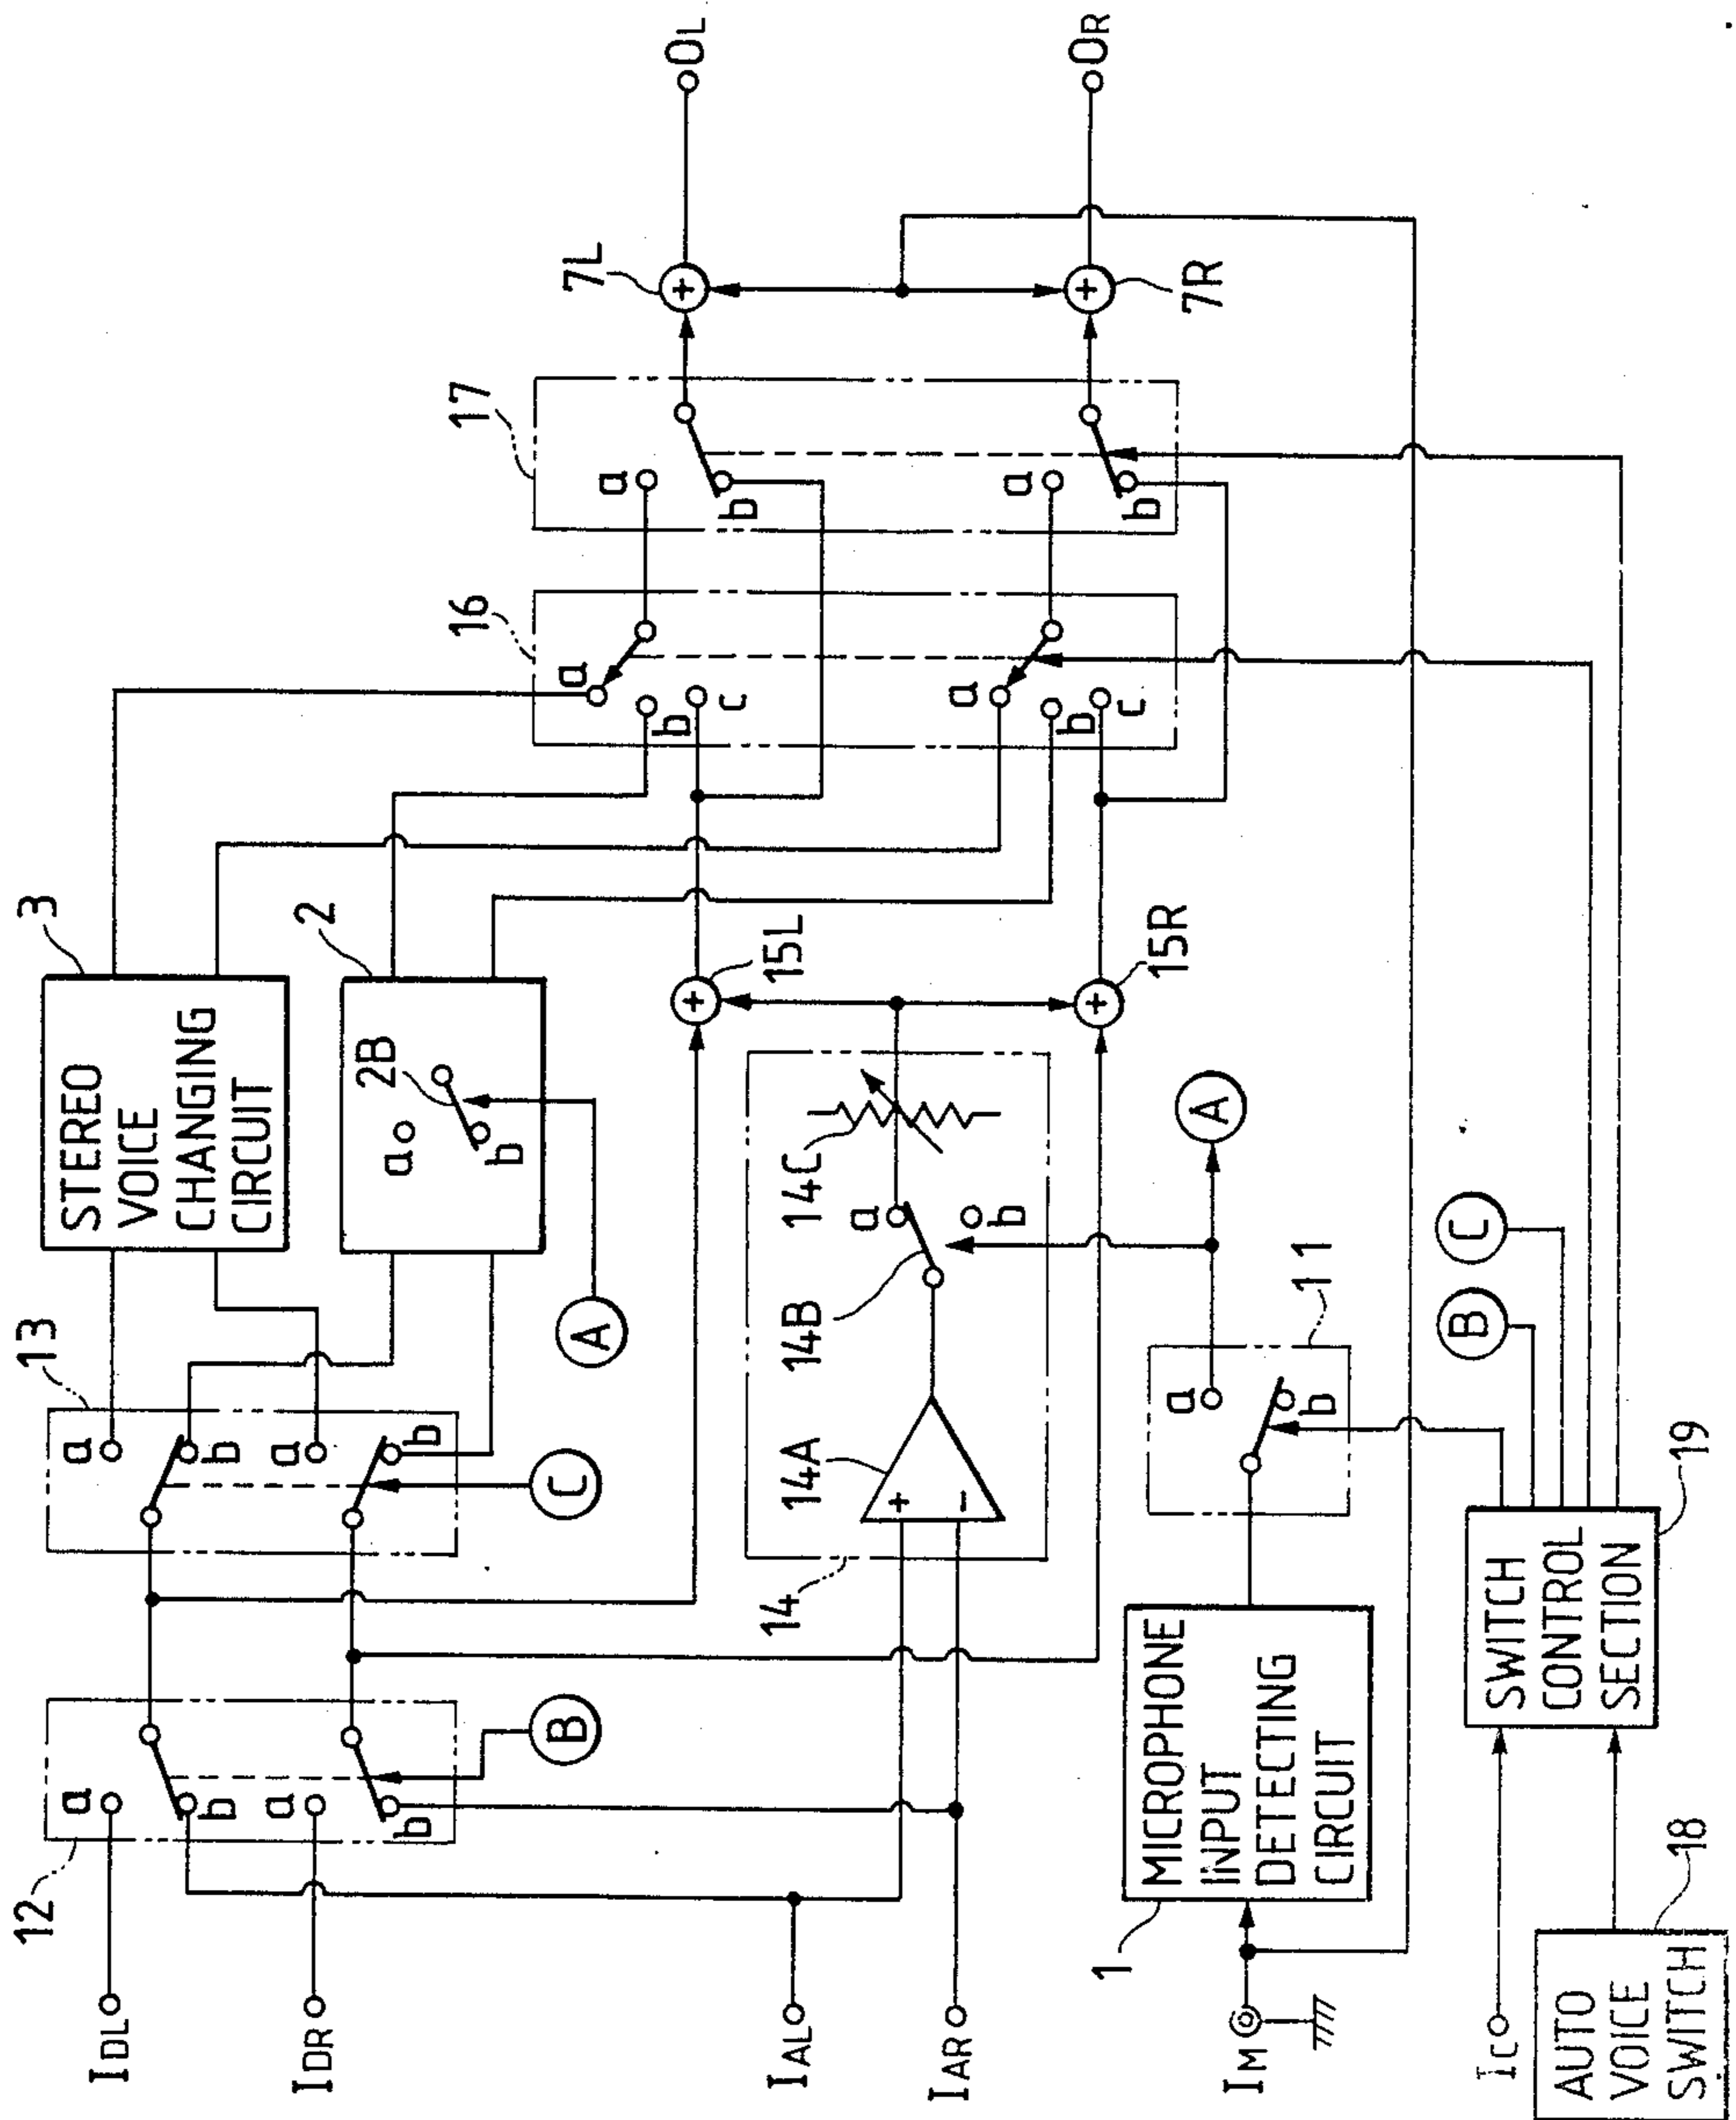 IDL
IDR
IAL
IAR
IM
IC
12
a
b
a
b
B
13
a
b
a
b
C
3
STEREO
VOICE
CHANGING
CIRCUIT
2
2B
a
b
A
14
14A
+
-
14B
14C
a
b
15L
+
15R
+
A
1
MICROPHONE
INPUT
DETECTING
CIRCUIT
11
a
b
B
C
AUTO
VOICE
SWITCH
18
SWITCH
CONTROL
SECTION
19
16
a
b
c
a
b
c
17
a
b
a
b
7L
+
7R
+
OL
OR